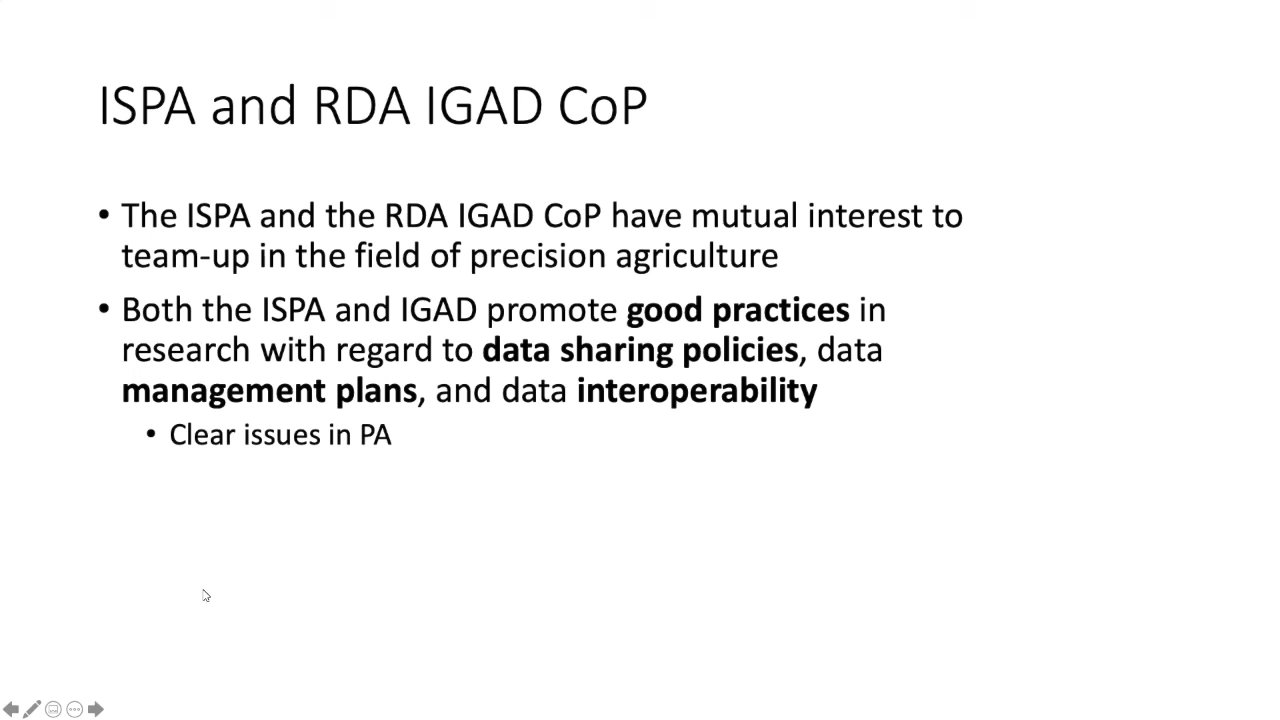 ISPA and RDA IGAD CoP
• The ISPA and the RDA IGAD CoP have mutual interest to
team-up in the field of precision agriculture
• Both the ISPA and IGAD promote good practices in
research with regard to data sharing policies, data
management plans, and data interoperability
• Clear issues in PA